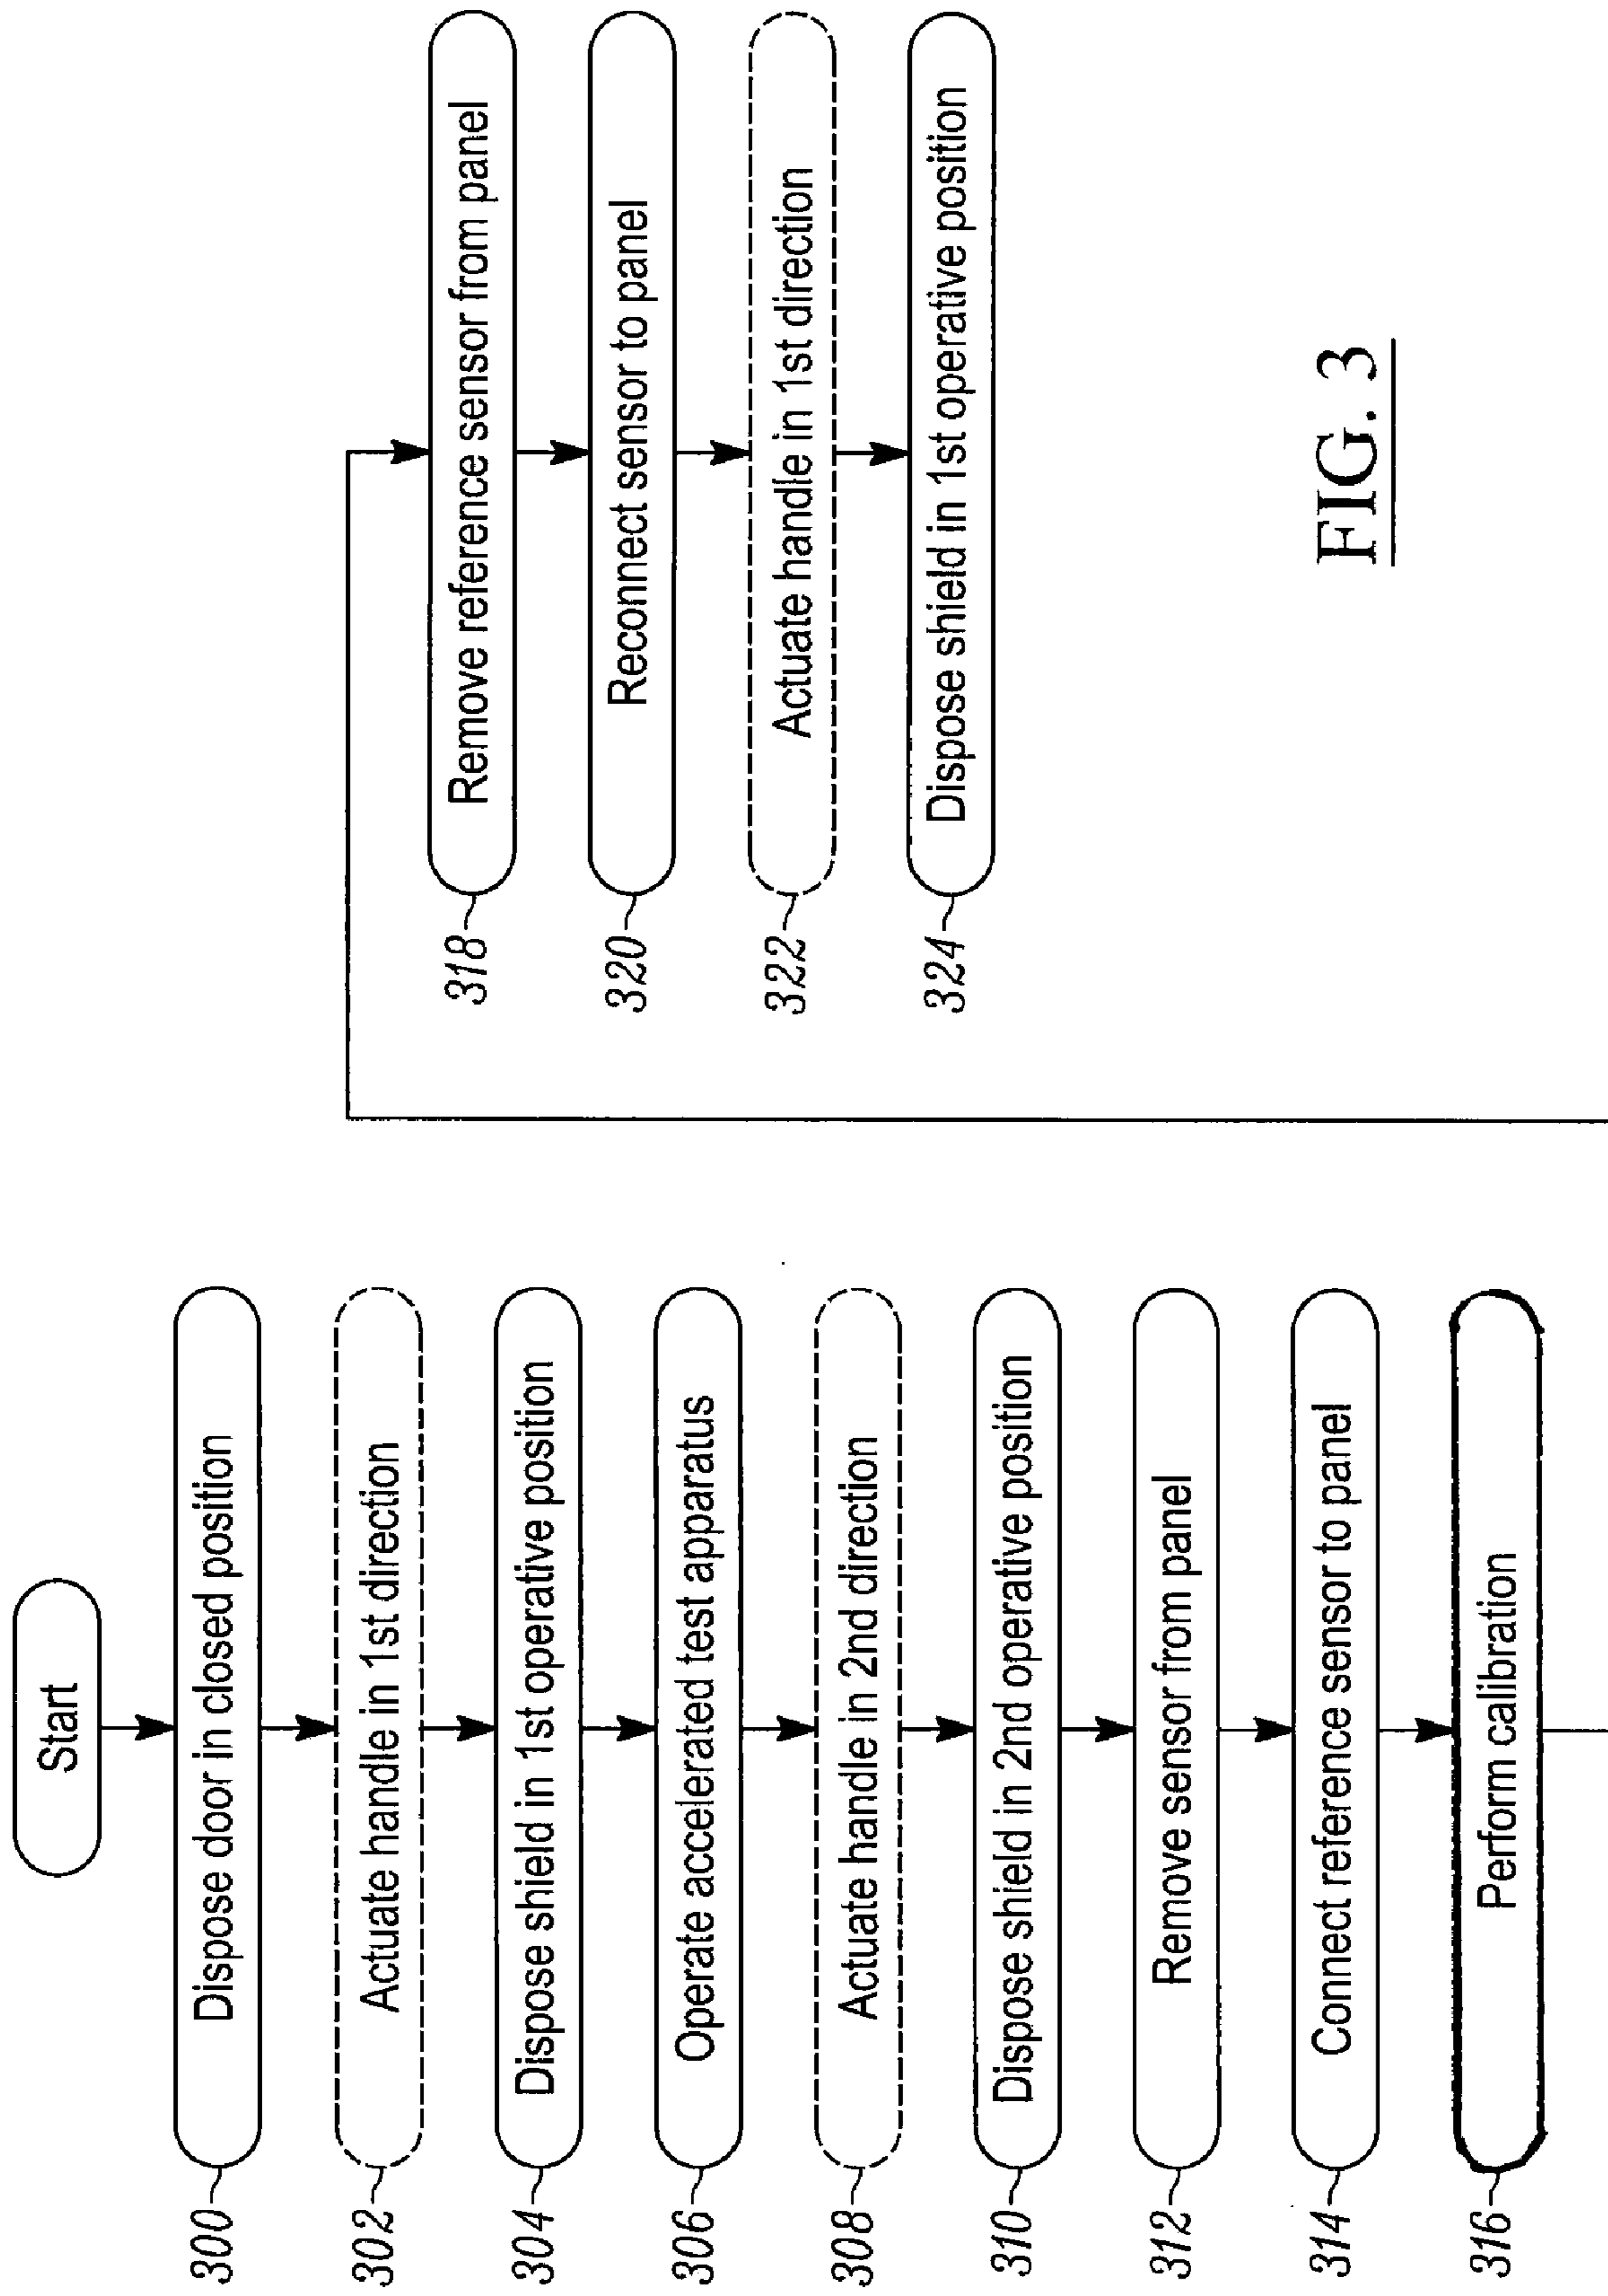 Start
300
Dispose door in closed position
302
Actuate handle in 1st direction
304
Dispose shield in 1st operative position
306
Operate accelerated test apparatus
308
Actuate handle in 2nd direction
310
Dispose shield in 2nd operative position
312
Remove sensor from panel
314
Connect reference sensor to panel
316
Perform calibration
318
Remove reference sensor from panel
320
Reconnect sensor to panel
322
Actuate handle in 1st direction
324
Dispose shield in 1st operative position
FIG. 3